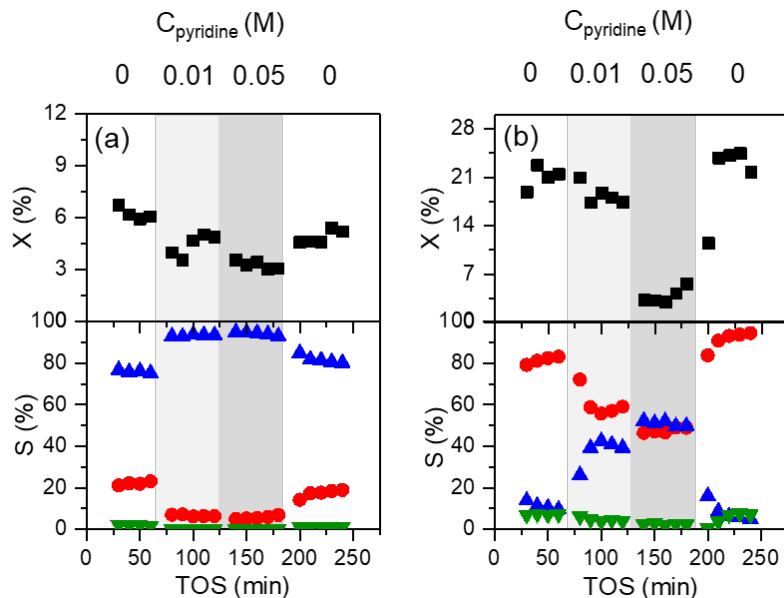 C_pyridine (M) C_pyridine (M)
0 0.01 0.05 0 0 0.01 0.05 0
(a) (b)
X (%) X (%)
12 9 6 3 0 28 21 14 7 0
S (%) S (%)
100 80 60 40 20 0 100 80 60 40 20 0
0 50 100 150 200 250 0 50 100 150 200 250
TOS (min) TOS (min)